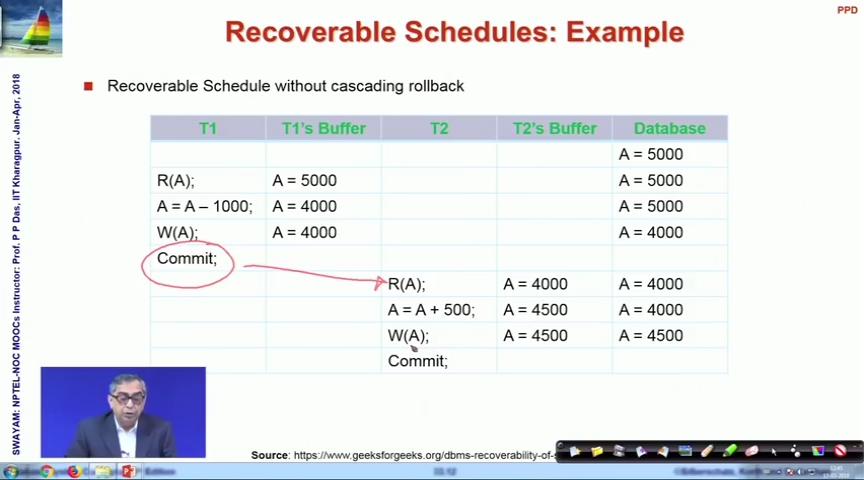 PPD
Recoverable Schedules: Example
Recoverable Schedule without cascading rollback
T1 T1's Buffer T2 T2's Buffer Database
A = 5000
R(A); A = 5000 A = 5000
A = A – 1000; A = 4000 A = 5000
W(A); A = 4000 A = 4000
Commit;
R(A); A = 4000 A = 4000
A = A + 500; A = 4500 A = 4000
W(A); A = 4500 A = 4500
Commit;
SWAYAM: NPTEL-NOC MOOCs Instructor: Prof. P P Das, IIT Kharagpur. Jan-Apr, 2018
Source: https://www.geeksforgeeks.org/dbms-recoverability-of-s
33.12